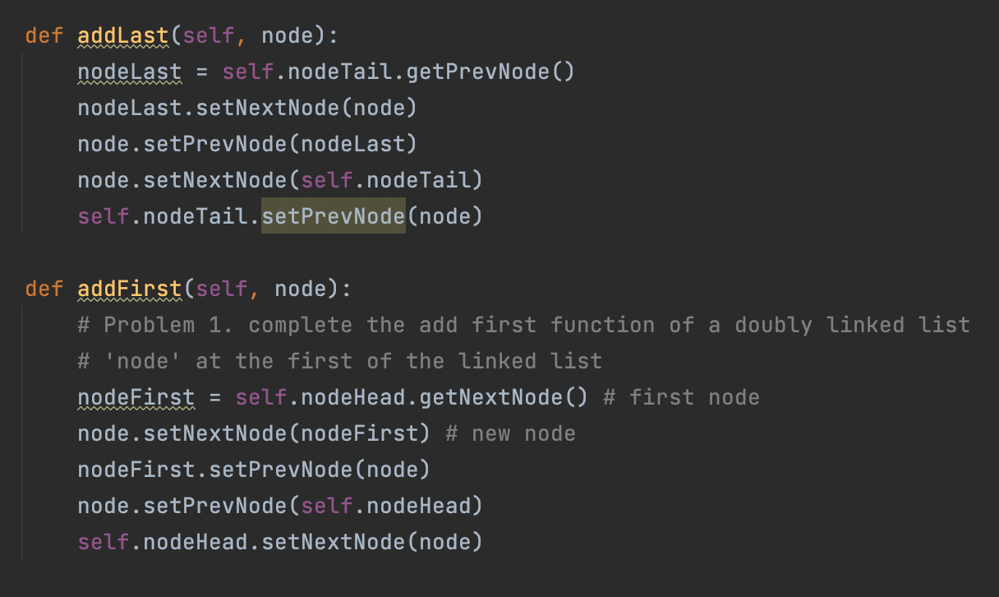 def addLast(self, node):
    nodeLast = self.nodeTail.getPrevNode()
    nodeLast.setNextNode(node)
    node.setPrevNode(nodeLast)
    node.setNextNode(self.nodeTail)
    self.nodeTail.setPrevNode(node)

def addFirst(self, node):
    # Problem 1. complete the add first function of a doubly linked list
    # 'node' at the first of the linked list
    nodeFirst = self.nodeHead.getNextNode() # first node
    node.setNextNode(nodeFirst) # new node
    nodeFirst.setPrevNode(node)
    node.setPrevNode(self.nodeHead)
    self.nodeHead.setNextNode(node)